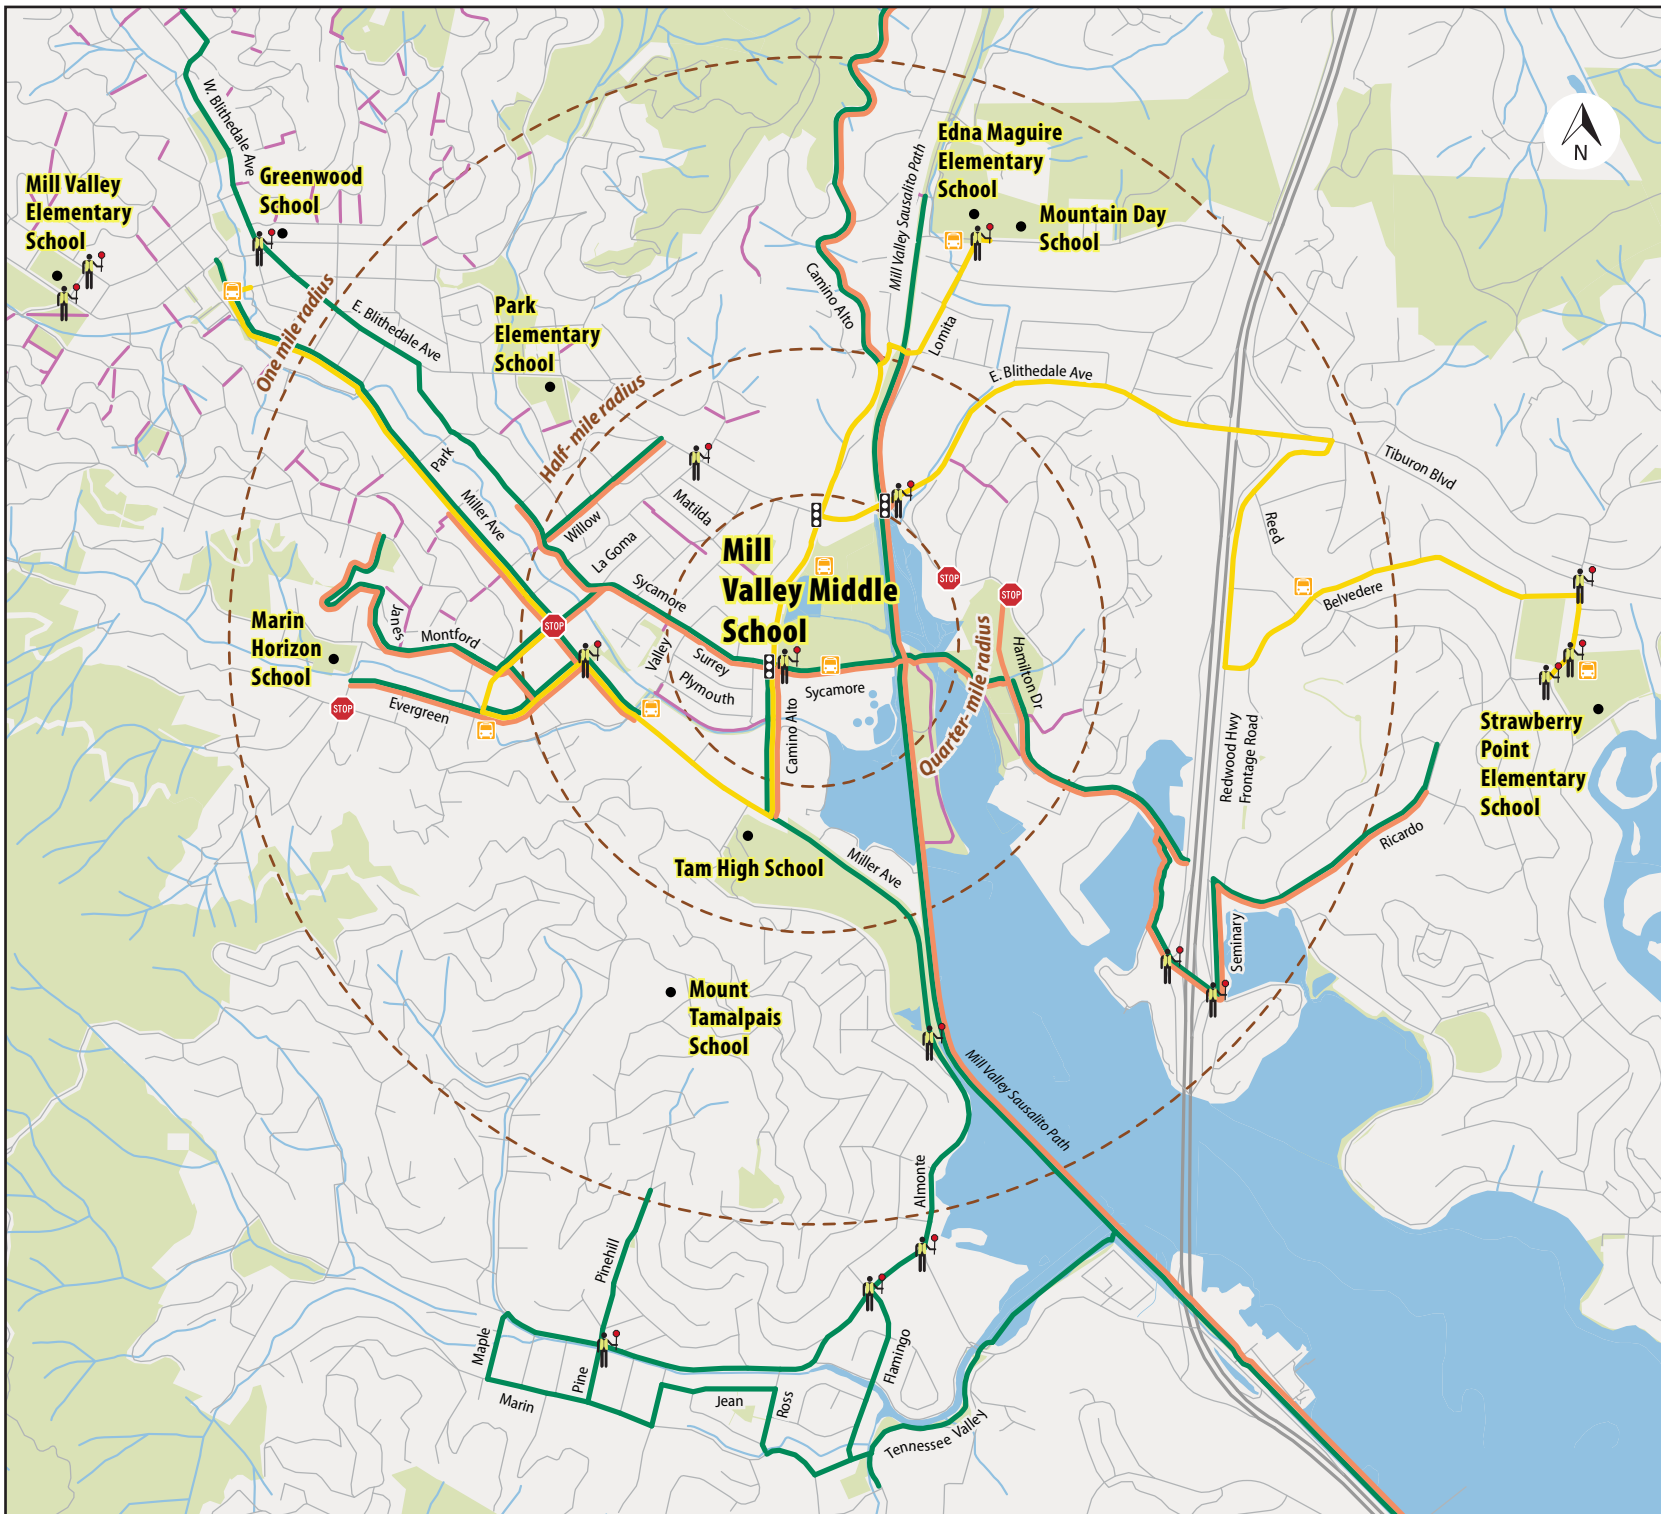 W. Blithedale Ave
Mill Valley
Elementary
School
Greenwood
School
Edna Maguire
Elementary
School
Mountain Day
School
N
Mill Valley Sausalito Path
Camino Alto
Lonita
One mile radius
E. Blithedale Ave
Park
Elementary
School
Half- mile radius
E. Blithedale Ave
Tiburon Blvd
Park
Miller Ave
Willow
Matilda
La Goma
Sycamore
Mill
Valley Middle
School
STOP
STOP
STOP
STOP
Reed
Belvedere
Janes
Montford
Marin
Horizon
School
Evergreen
Valley
Surrey
Plymouth
Sycamore
Camino Alto
Quarter- mile radius
Hamilton Dr
Redwood Hwy
Frontage Road
Strawberry
Point
Elementary
School
Ricardo
Seminary
Tam High School
Miller Ave
Mount
Tamalpais
School
Mill Valley Sausalito Path
Almonte
Pinehill
Maple
Pine
Marin
Jean
Ross
Flamingo
Tennessee Valley